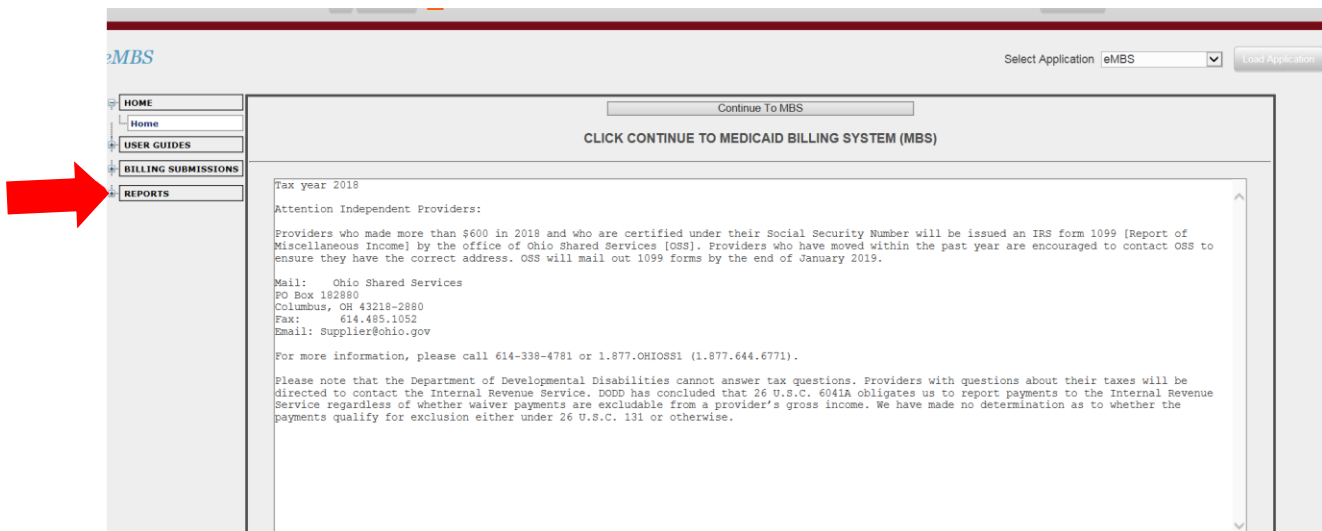 eMBS
Select Application eMBS Load Application
HOME
Home
USER GUIDES
BILLING SUBMISSIONS
REPORTS
Continue To MBS
CLICK CONTINUE TO MEDICAID BILLING SYSTEM (MBS)
Tax year 2018
Attention Independent Providers:
Providers who made more than $600 in 2018 and who are certified under their Social Security Number will be issued an IRS form 1099 [Report of
Miscellaneous Income] by the office of Ohio Shared Services [OSS]. Providers who have moved within the past year are encouraged to contact OSS to
ensure they have the correct address. OSS will mail out 1099 forms by the end of January 2019.
Mail: Ohio Shared Services
PO Box 182880
Columbus, OH 43218-2880
Fax: 614.485.1052
Email: Supplier@ohio.gov
For more information, please call 614-338-4781 or 1.877.OHIOSS1 (1.877.644.6771).
Please note that the Department of Developmental Disabilities cannot answer tax questions. Providers with questions about their taxes will be
directed to contact the Internal Revenue Service. DODD has concluded that 26 U.S.C. 6041A obligates us to report payments to the Internal Revenue
Service regardless of whether waiver payments are excludable from a provider's gross income. We have made no determination as to whether the
payments qualify for exclusion either under 26 U.S.C. 131 or otherwise.